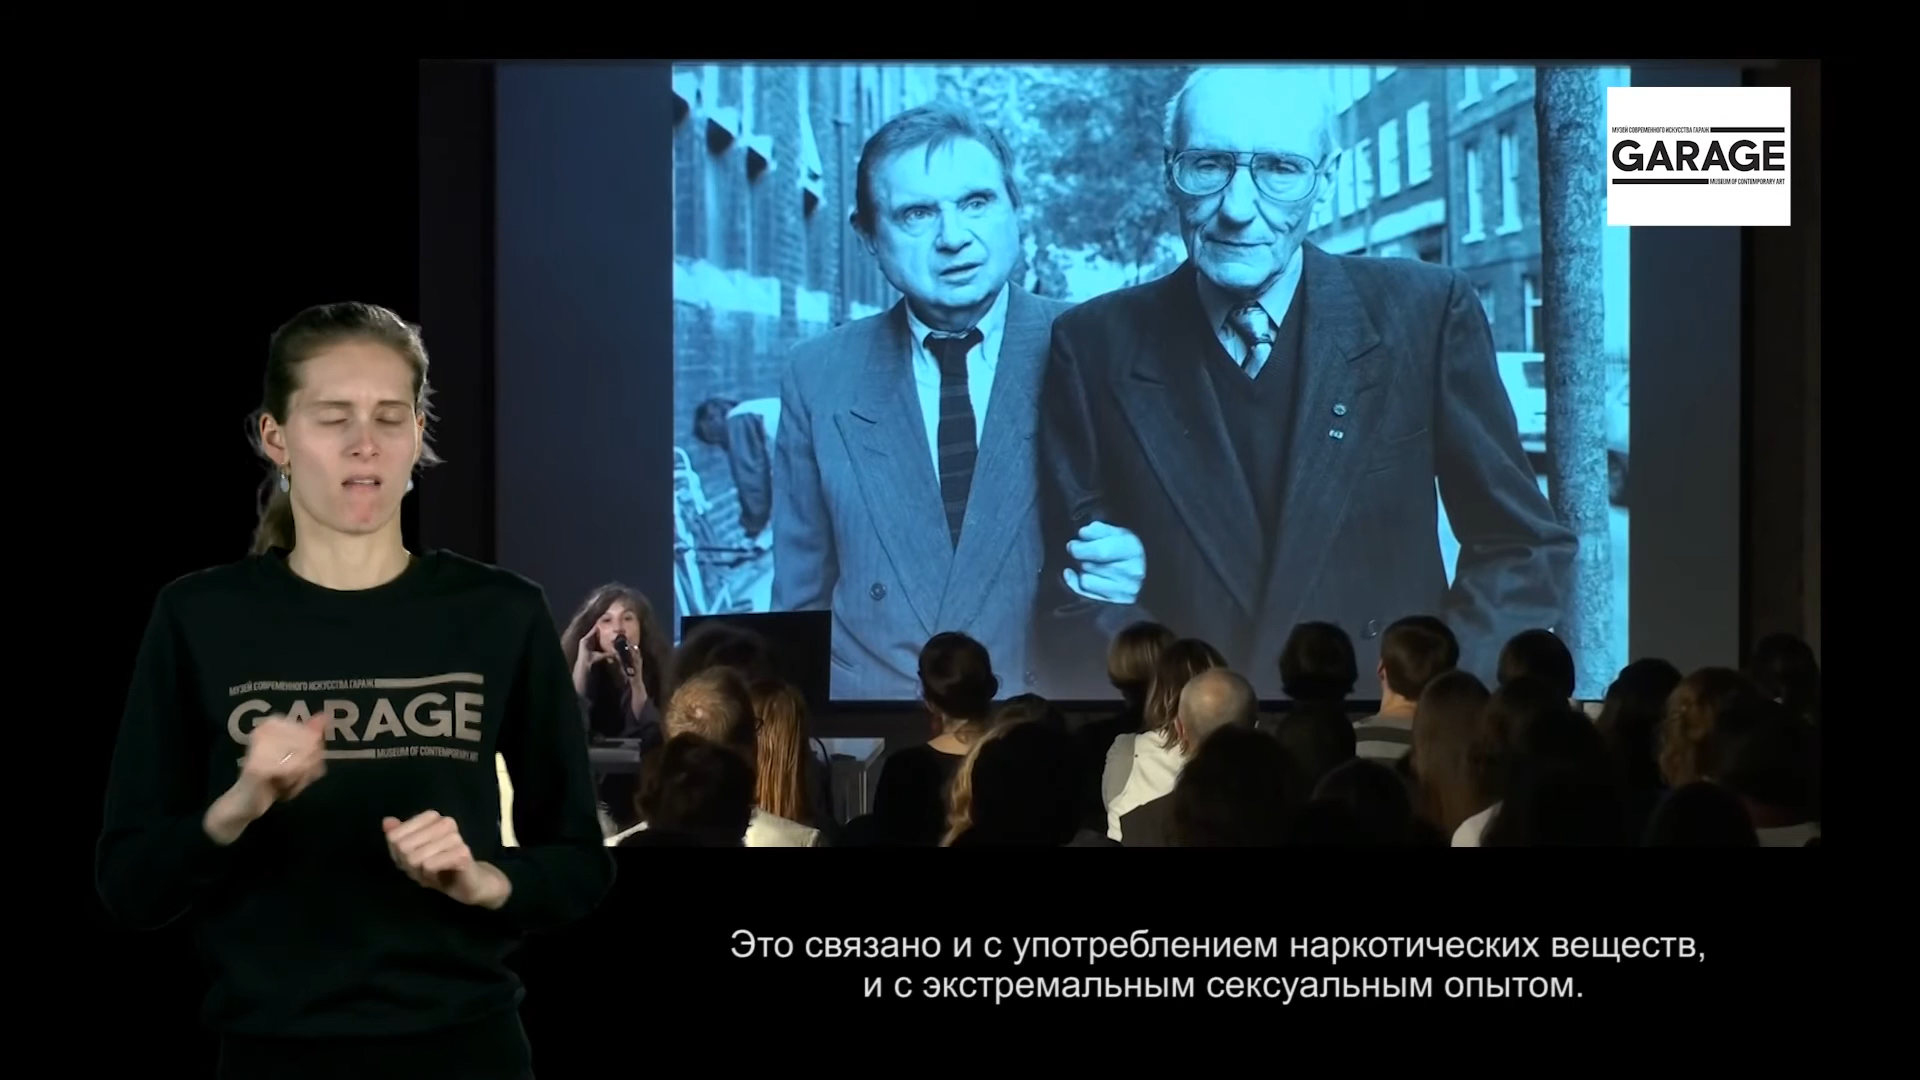 МУЗЕЙ СОВРЕМЕННОГО ИСКУССТВА ГАРАЖ
GARAGE
MUSEUM OF CONTEMPORARY ART
МУЗЕЙ СОВРЕМЕННОГО ИСКУССТВА ГАРАЖ
GARAGE
MUSEUM OF CONTEMPORARY ART
Это связано и с употреблением наркотических веществ,
и с экстремальным сексуальным опытом.